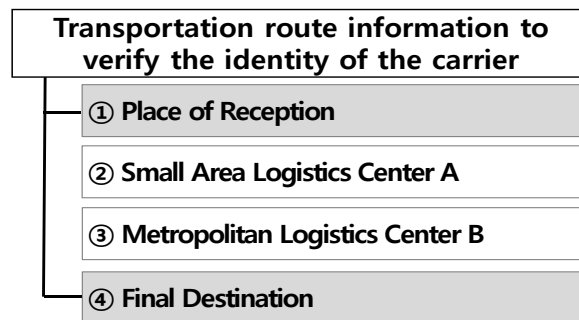 Transportation route information to
verify the identity of the carrier
① Place of Reception
② Small Area Logistics Center A
③ Metropolitan Logistics Center B
④ Final Destination